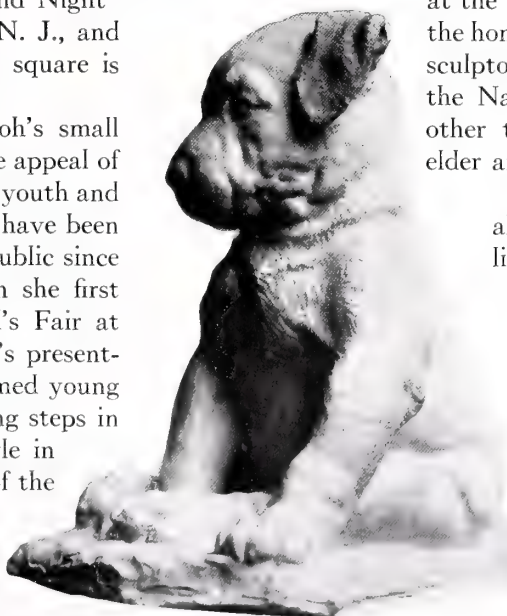 nd Night
N. J., and
square is
oh's small
e appeal of
youth and
have been
ublic since
n she first
's Fair at
's present-
med young
ng steps in
le in
f the
at the
the hor
sculpto
the Na
other t
elder a
a
li